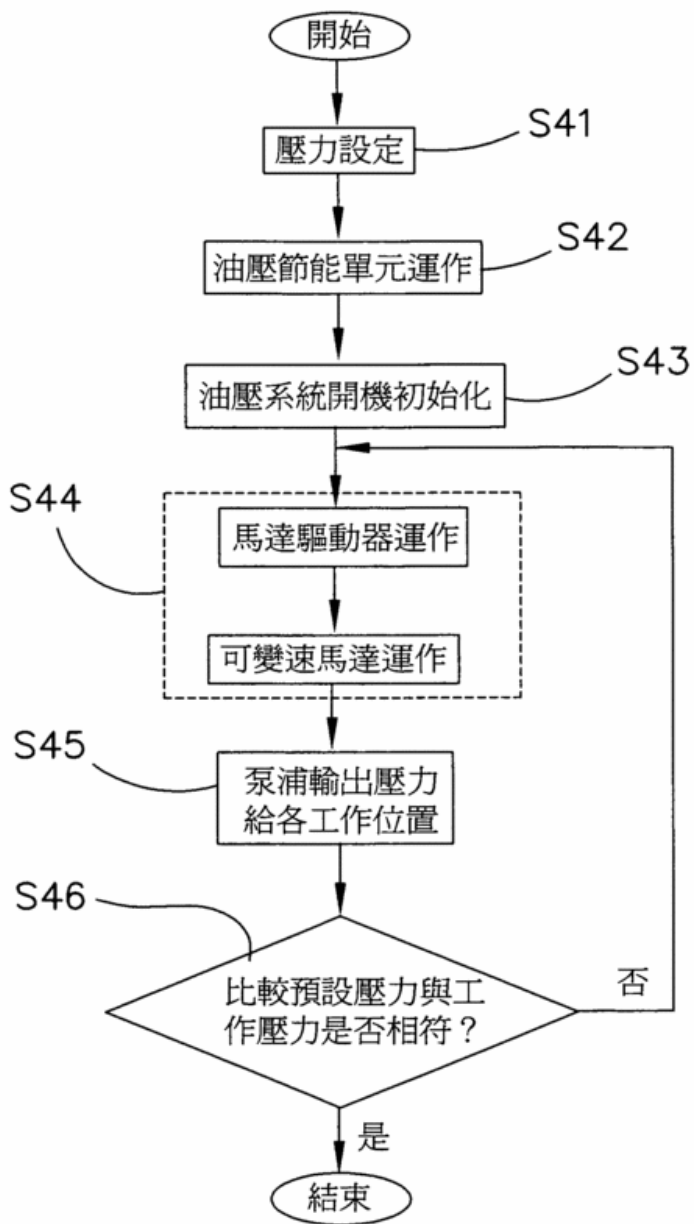 開始
S41
壓力設定
S42
油壓節能單元運作
S43
油壓系統開機初始化
S44
馬達驅動器運作
可變速馬達運作
S45
泵浦輸出壓力
給各工作位置
S46
比較預設壓力與工
作壓力是否相符？
否
是
結束